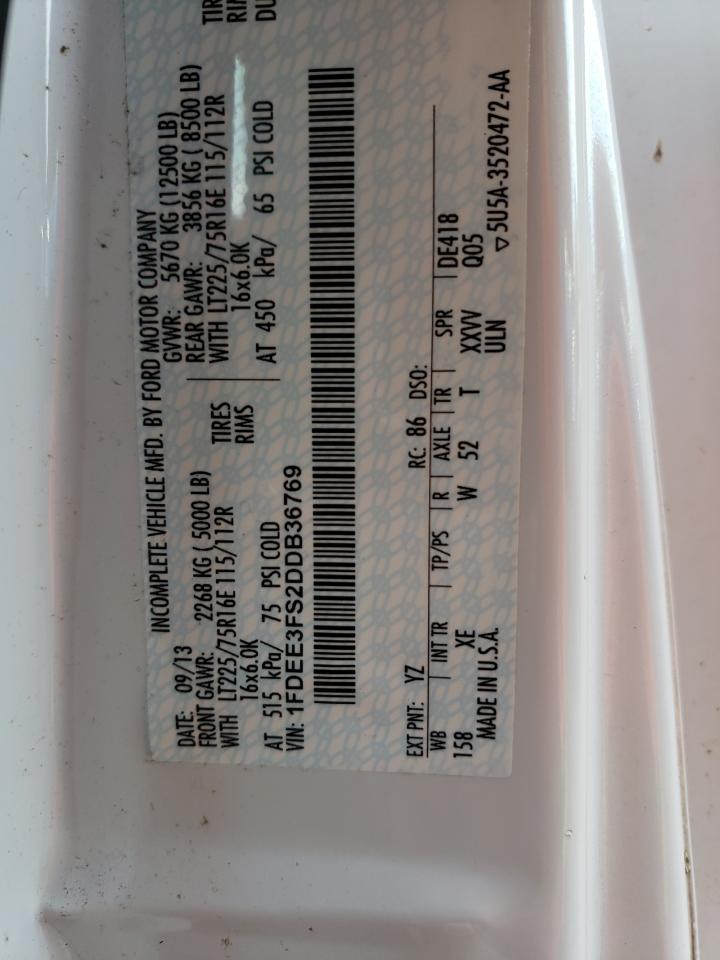 INCOMPLETE VEHICLE MFD. BY FORD MOTOR COMPANY
DATE: 09/13 GVWR: 5670 KG (12500 LB)
FRONT GAWR: 2268 KG ( 5000 LB) REAR GAWR: 3856 KG ( 8500 LB)
WITH LT225/75R16E 115/112R TIRES WITH LT225/75R16E 115/112R TIR
16x6.0K RIMS 16x6.0K RIM
AT 515 kPa/ 75 PSI COLD AT 450 kPa/ 65 PSI COLD DU
VIN: 1FDEE3FS2DDB36769
EXT PNT: YZ RC: 86 DSO:
WB INT TR TP/PS R AXLE TR SPR DE418
158 XE W 52 T XXVV Q05
MADE IN U.S.A. ULN
▽5U5A-3520472-AA